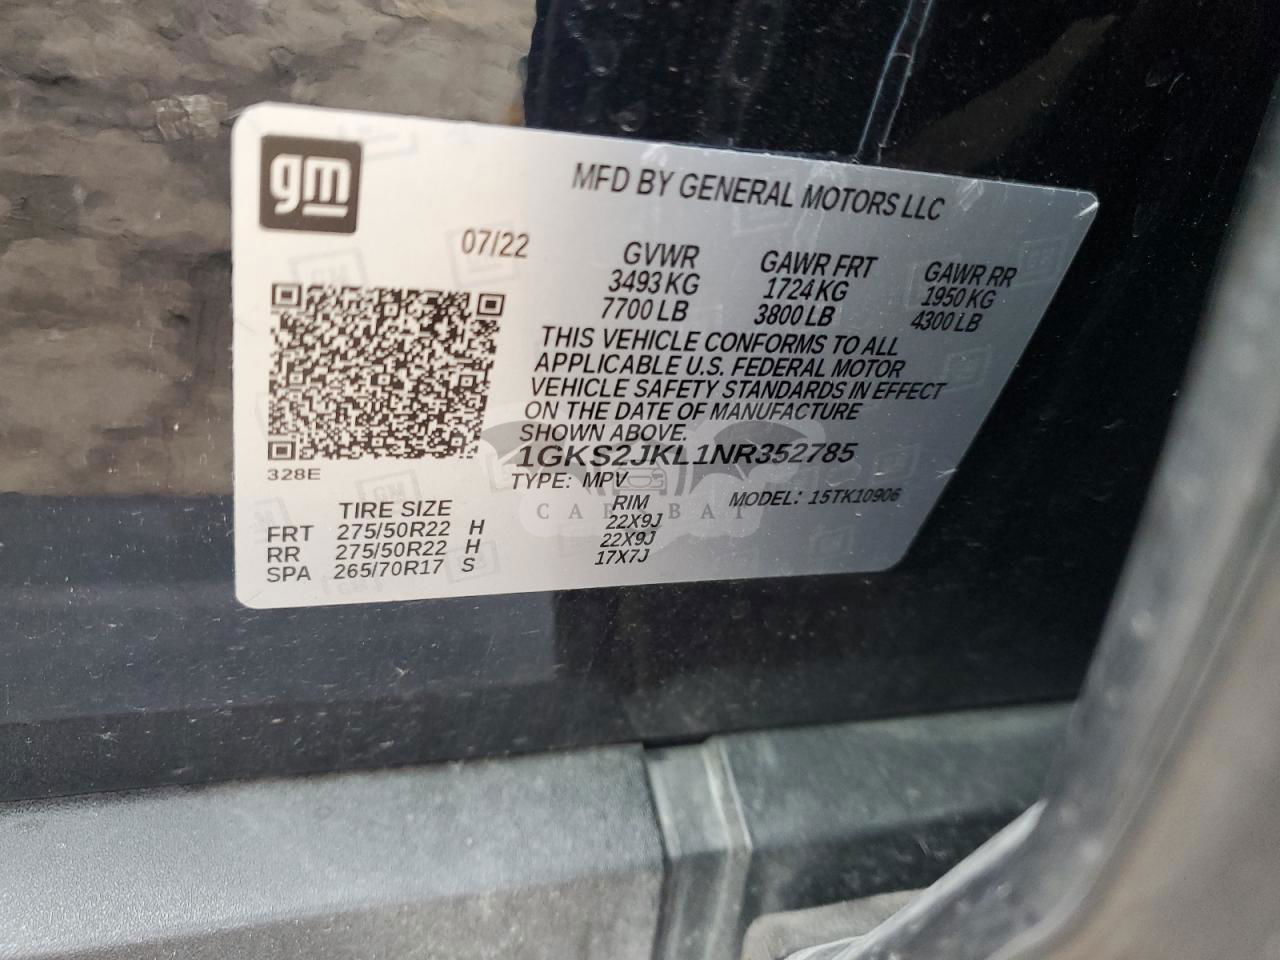 gm
MFD BY GENERAL MOTORS LLC
07/22
GVWR GAWR FRT GAWR RR
3493 KG 1724 KG 1950 KG
7700 LB 3800 LB 4300 LB
THIS VEHICLE CONFORMS TO ALL
APPLICABLE U.S. FEDERAL MOTOR
VEHICLE SAFETY STANDARDS IN EFFECT
ON THE DATE OF MANUFACTURE
SHOWN ABOVE.
1GKS2JKL1NR352785
328E
TYPE: MPV MODEL: 15TK10906
TIRE SIZE RIM
FRT 275/50R22 H 22X9J
RR 275/50R22 H 22X9J
SPA 265/70R17 S 17X7J